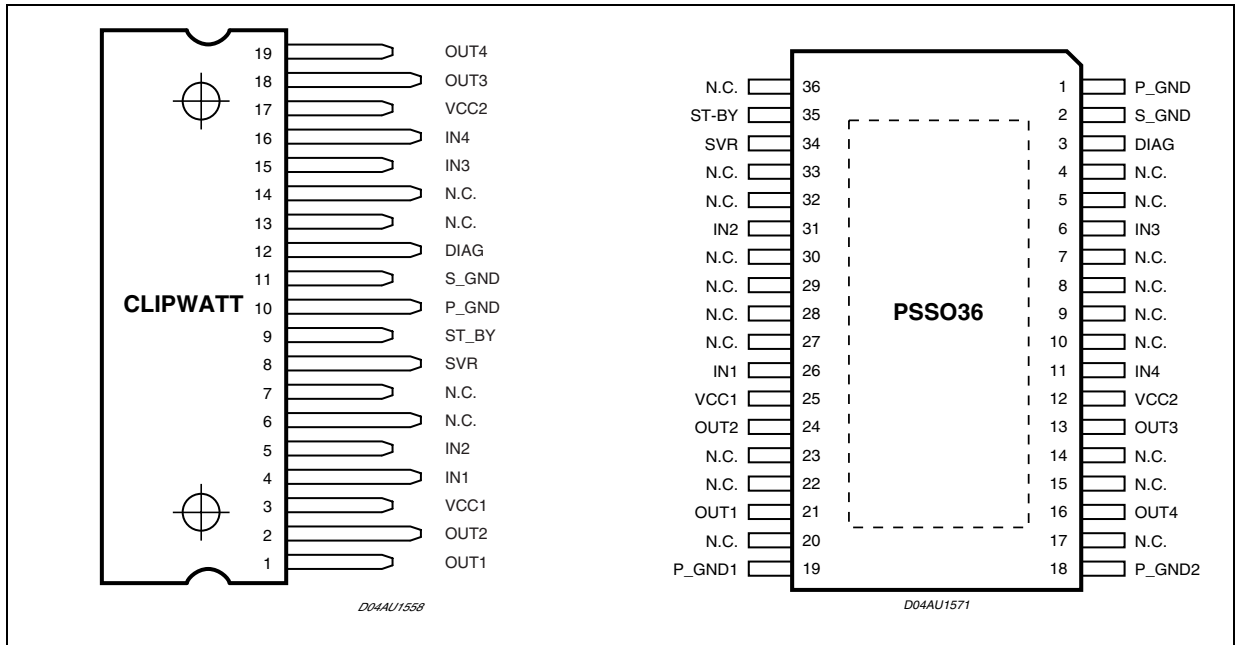 19 OUT4
18 OUT3
17 VCC2
16 IN4
15 IN3
14 N.C.
13 N.C.
12 DIAG
11 S_GND
CLIPWATT 10 P_GND
9 ST_BY
8 SVR
7 N.C.
6 N.C.
5 IN2
4 IN1
3 VCC1
2 OUT2
1 OUT1
D04AU1558
N.C. 36 1 P_GND
ST-BY 35 2 S_GND
SVR 34 3 DIAG
N.C. 33 4 N.C.
N.C. 32 5 N.C.
IN2 31 6 IN3
N.C. 30 7 N.C.
N.C. 29 8 N.C.
N.C. 28 PSSO36 9 N.C.
N.C. 27 10 N.C.
IN1 26 11 IN4
VCC1 25 12 VCC2
OUT2 24 13 OUT3
N.C. 23 14 N.C.
N.C. 22 15 N.C.
OUT1 21 16 OUT4
N.C. 20 17 N.C.
P_GND1 19 18 P_GND2
D04AU1571